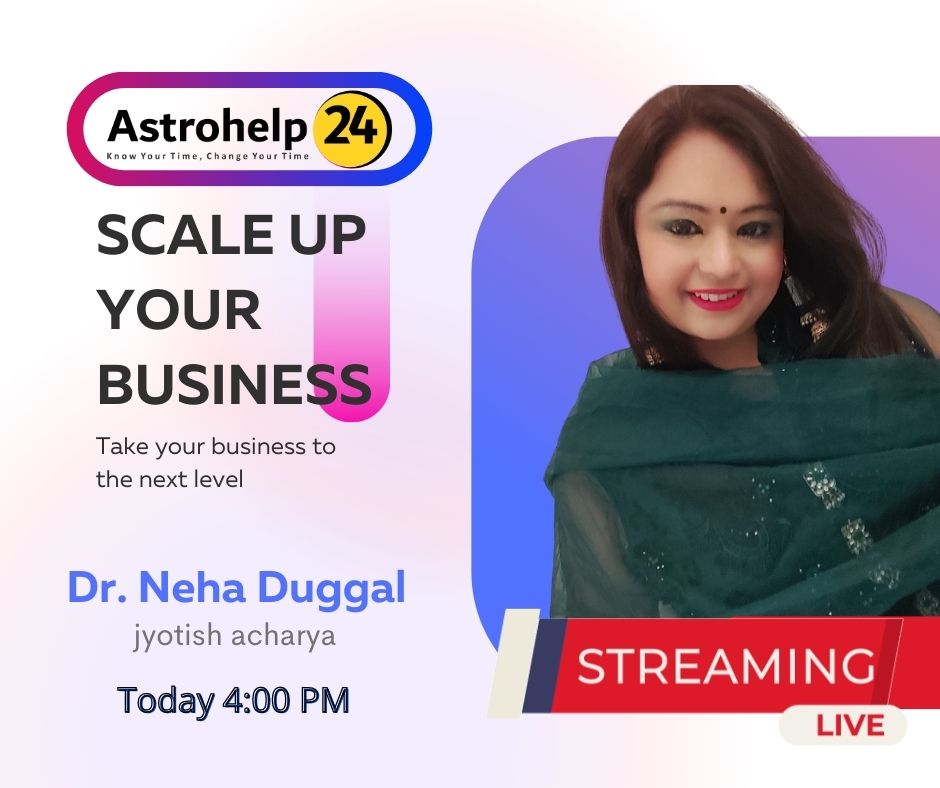 Astrohelp 24
Know Your Time, Change Your Time
SCALE UP
YOUR
BUSINESS
Take your business to
the next level
Dr. Neha Duggal
jyotish acharya
Today 4:00 PM
STREAMING
LIVE